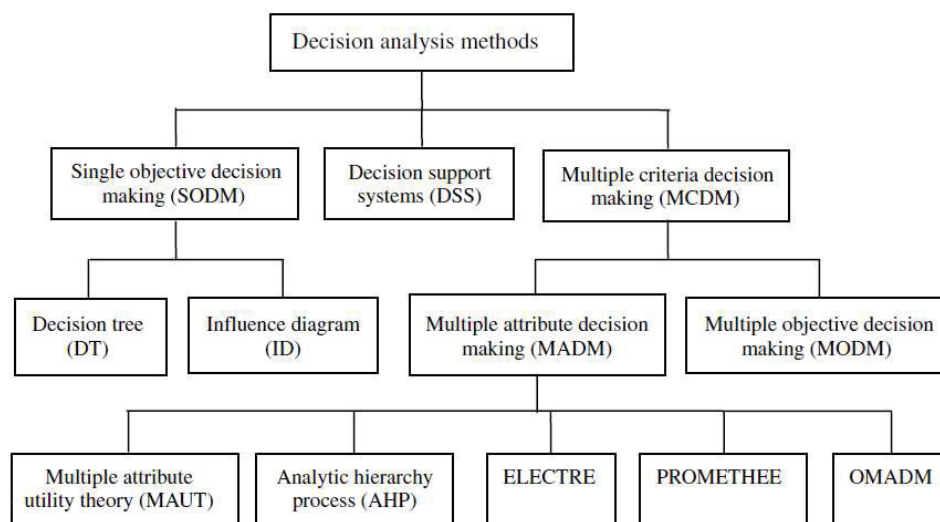 Decision analysis methods
Single objective decision
making (SODM)
Decision support
systems (DSS)
Multiple criteria decision
making (MCDM)
Decision tree
(DT)
Influence diagram
(ID)
Multiple attribute decision
making (MADM)
Multiple objective decision
making (MODM)
Multiple attribute
utility theory (MAUT)
Analytic hierarchy
process (AHP)
ELECTRE
PROMETHEE
OMADM